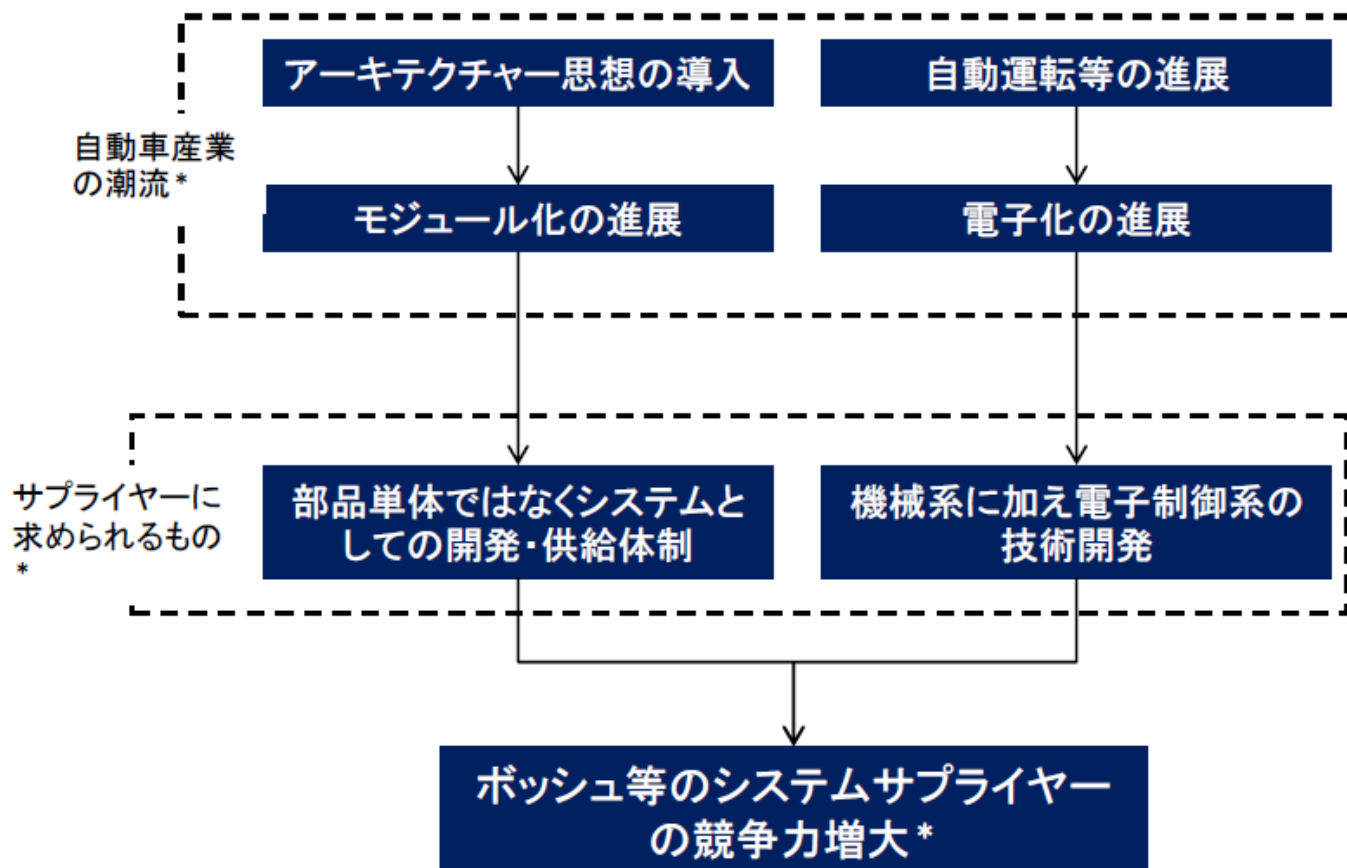 アーキテクチャー思想の導入
自動運転等の進展
自動車産業
の潮流*
モジュール化の進展
電子化の進展
サプライヤーに
求められるもの
*
部品単体ではなくシステムと
しての開発・供給体制
機械系に加え電子制御系の
技術開発
ボッシュ等のシステムサプライヤー
の競争力増大*